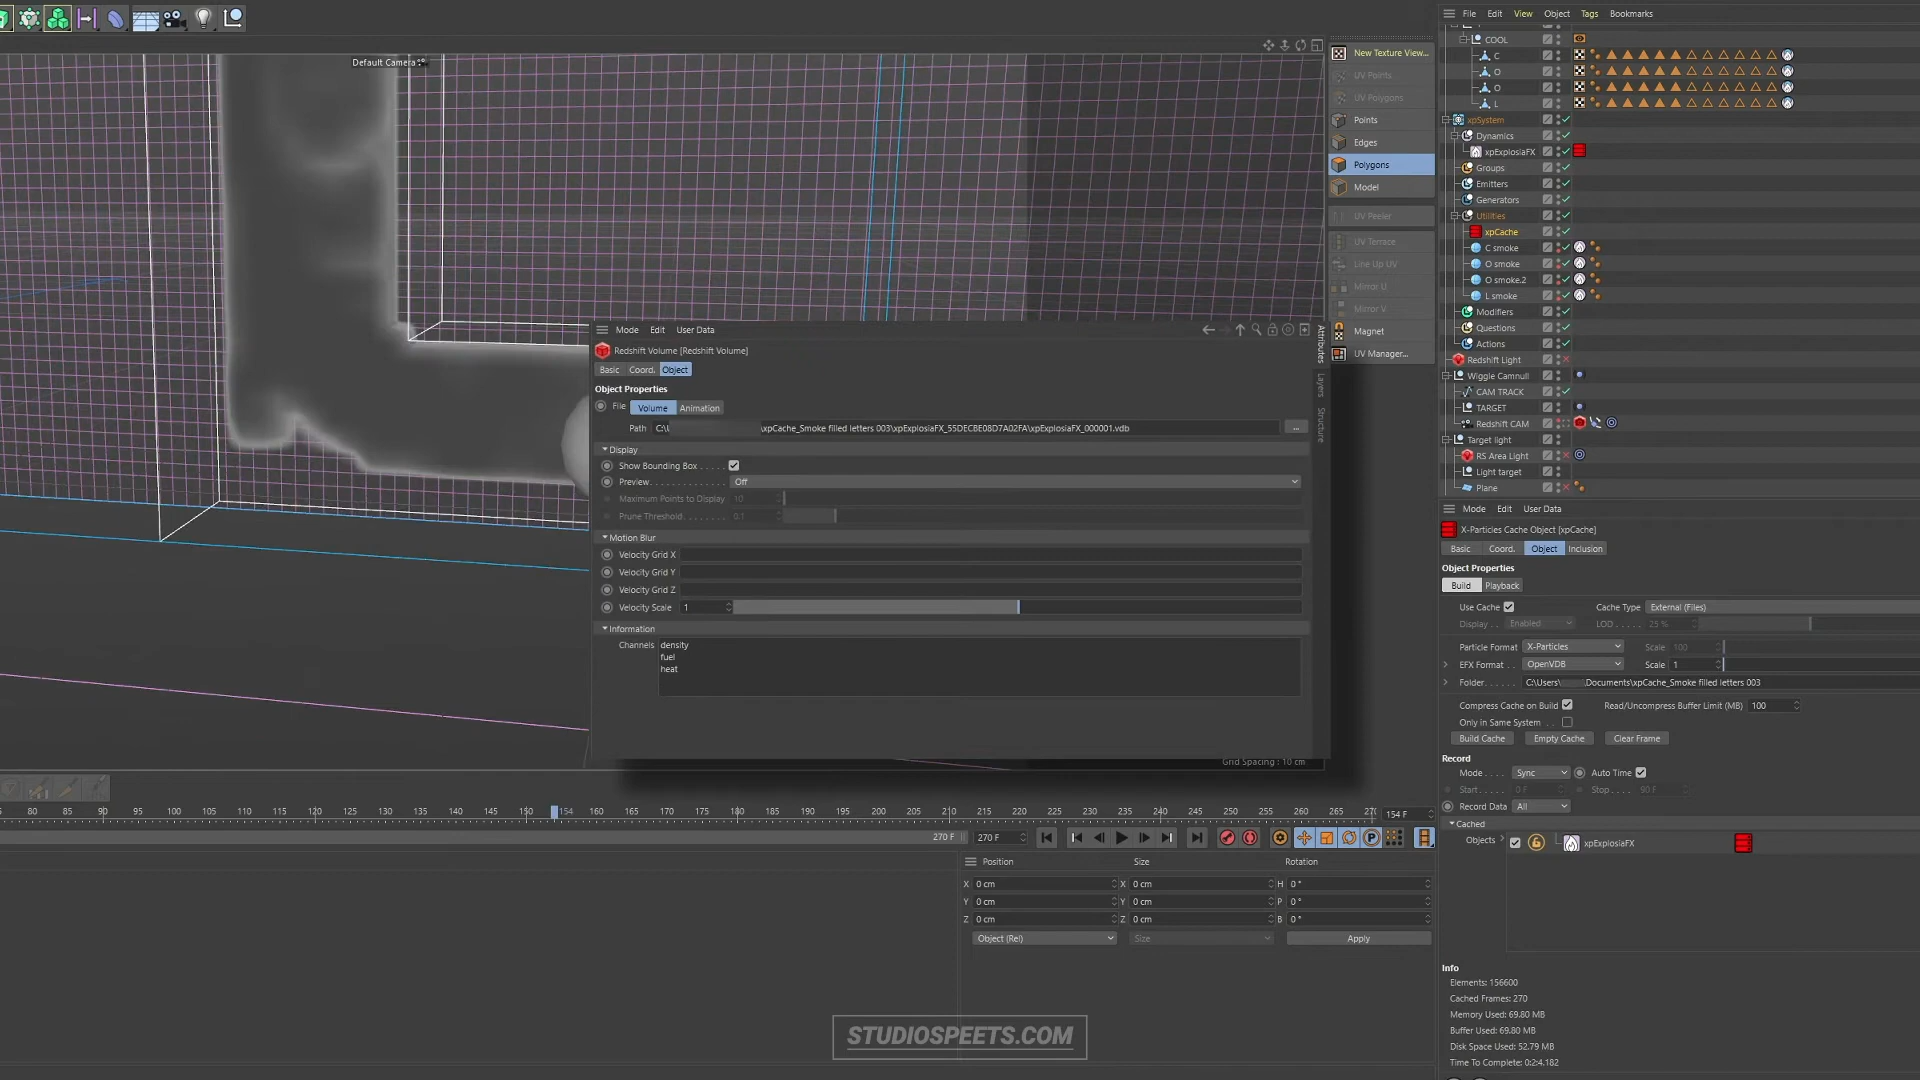 File Edit View Object Tags Bookmarks
COOL
C
O
O
L
xpSystem
Dynamics
xpExplosiaFX
Groups
Emitters
Generators
Utilities
xpCache
C smoke
O smoke
O smoke.2
L smoke
Modifiers
Questions
Actions
Redshift Light
Wiggle Camnull
CAM TRACK
TARGET
Redshift CAM
Target light
RS Area Light
Light target
Plane
Default Camera
New Texture View...
UV Points
UV Polygons
Points
Edges
Polygons
Model
UV Peeler
UV Terrace
Line Up UV
Mirror U
Mirror V
Magnet
UV Manager...
Mode Edit User Data
Redshift Volume [Redshift Volume]
Basic Coord. Object
Object Properties
File Volume Animation
Path C:\ \xpCache_Smoke filled letters 003\xpExplosiaFX_55DECBE08D7A02FA\xpExplosiaFX_000001.vdb ...
Display
Show Bounding Box
Preview Off
Maximum Points to Display 10
Prune Threshold 0.1
Motion Blur
Velocity Grid X
Velocity Grid Y
Velocity Grid Z
Velocity Scale 1
Information
Channels density
fuel
heat
Attributes
Layers
Structure
Grid Spacing : 10 cm
Mode Edit User Data
X-Particles Cache Object [xpCache]
Basic Coord. Object Inclusion
Object Properties
Build Playback
Use Cache Cache Type External (Files)
Display Enabled LOD 25 %
Particle Format X-Particles Scale 100
EFX Format OpenVDB Scale 1
Folder C:\Users\ .Documents\xpCache_Smoke filled letters 003
Compress Cache on Build Read/Uncompress Buffer Limit (MB) 100
Only in Same System
Build Cache Empty Cache Clear Frame
Record
Mode Sync Auto Time
Start 0 F Stop 90 F
Record Data All
Cached
Objects xpExplosiaFX
80 85 90 95 100 105 110 115 120 125 130 135 140 145 150 154 160 165 170 175 180 185 190 195 200 205 210 215 220 225 230 235 240 245 250 255 260 265 154 F
270 F 270 F
Position Size Rotation
X 0 cm X 0 cm H 0 °
Y 0 cm Y 0 cm P 0 °
Z 0 cm Z 0 cm B 0 °
Object (Rel) Size Apply
Info
Elements: 156600
Cached Frames: 270
Memory Used: 69.80 MB
Buffer Used: 69.80 MB
Disk Space Used: 52.79 MB
Time To Complete: 0:2:4.182
STUDIOSPEETS.COM